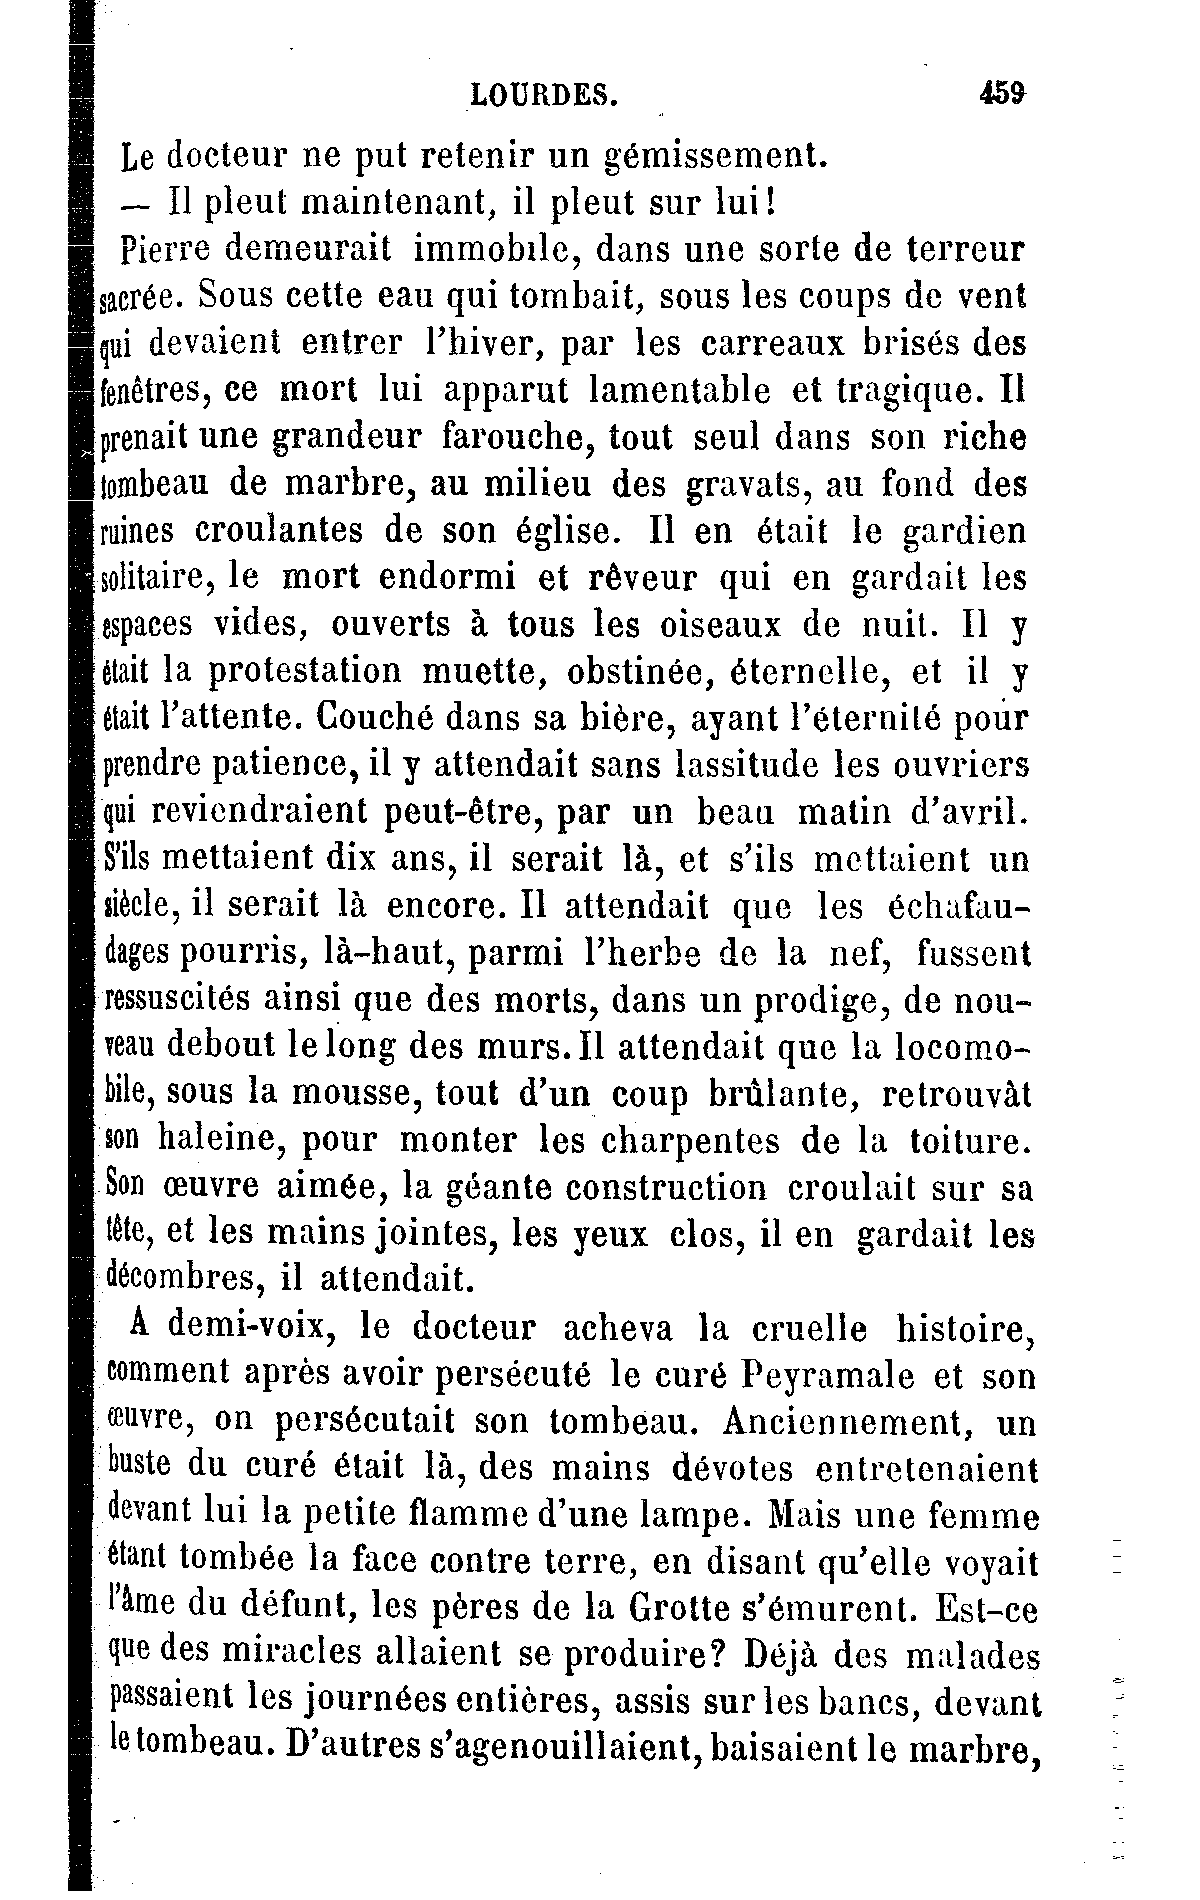 LOURDES. 459
Le docteur ne put retenir un gémissement.
— Il pleut maintenant, il pleut sur lui!
Pierre demeurait immobile, dans une sorte de terreur
sacrée. Sous cette eau qui tombait, sous les coups de vent
qui devaient entrer l'hiver, par les carreaux brisés des
fenêtres, ce mort lui apparut lamentable et tragique. Il
prenait une grandeur farouche, tout seul dans son riche
tombeau de marbre, au milieu des gravats, au fond des
ruines croulantes de son église. Il en était le gardien
solitaire, le mort endormi et rêveur qui en gardait les
espaces vides, ouverts à tous les oiseaux de nuit. Il y
était la protestation muette, obstinée, éternelle, et il y
était l'attente. Couché dans sa bière, ayant l'éternité pour
prendre patience, il y attendait sans lassitude les ouvriers
qui reviendraient peut-être, par un beau matin d'avril.
S'ils mettaient dix ans, il serait là, et s'ils mettaient un
siècle, il serait là encore. Il attendait que les échafau-
dages pourris, là-haut, parmi l'herbe de la nef, fussent
ressuscités ainsi que des morts, dans un prodige, de nou-
veau debout le long des murs. Il attendait que la locomo-
bile, sous la mousse, tout d'un coup brûlante, retrouvât
son haleine, pour monter les charpentes de la toiture.
Son œuvre aimée, la géante construction croulait sur sa
tête, et les mains jointes, les yeux clos, il en gardait les
décombres, il attendait.
A demi-voix, le docteur acheva la cruelle histoire,
comment après avoir persécuté le curé Peyramale et son
œuvre, on persécutait son tombeau. Anciennement, un
buste du curé était là, des mains dévotes entretenaient
devant lui la petite flamme d'une lampe. Mais une femme
étant tombée la face contre terre, en disant qu'elle voyait
l'âme du défunt, les pères de la Grotte s'émurent. Est-ce
que des miracles allaient se produire? Déjà des malades
passaient les journées entières, assis sur les bancs, devant
le tombeau. D'autres s'agenouillaient, baisaient le marbre,